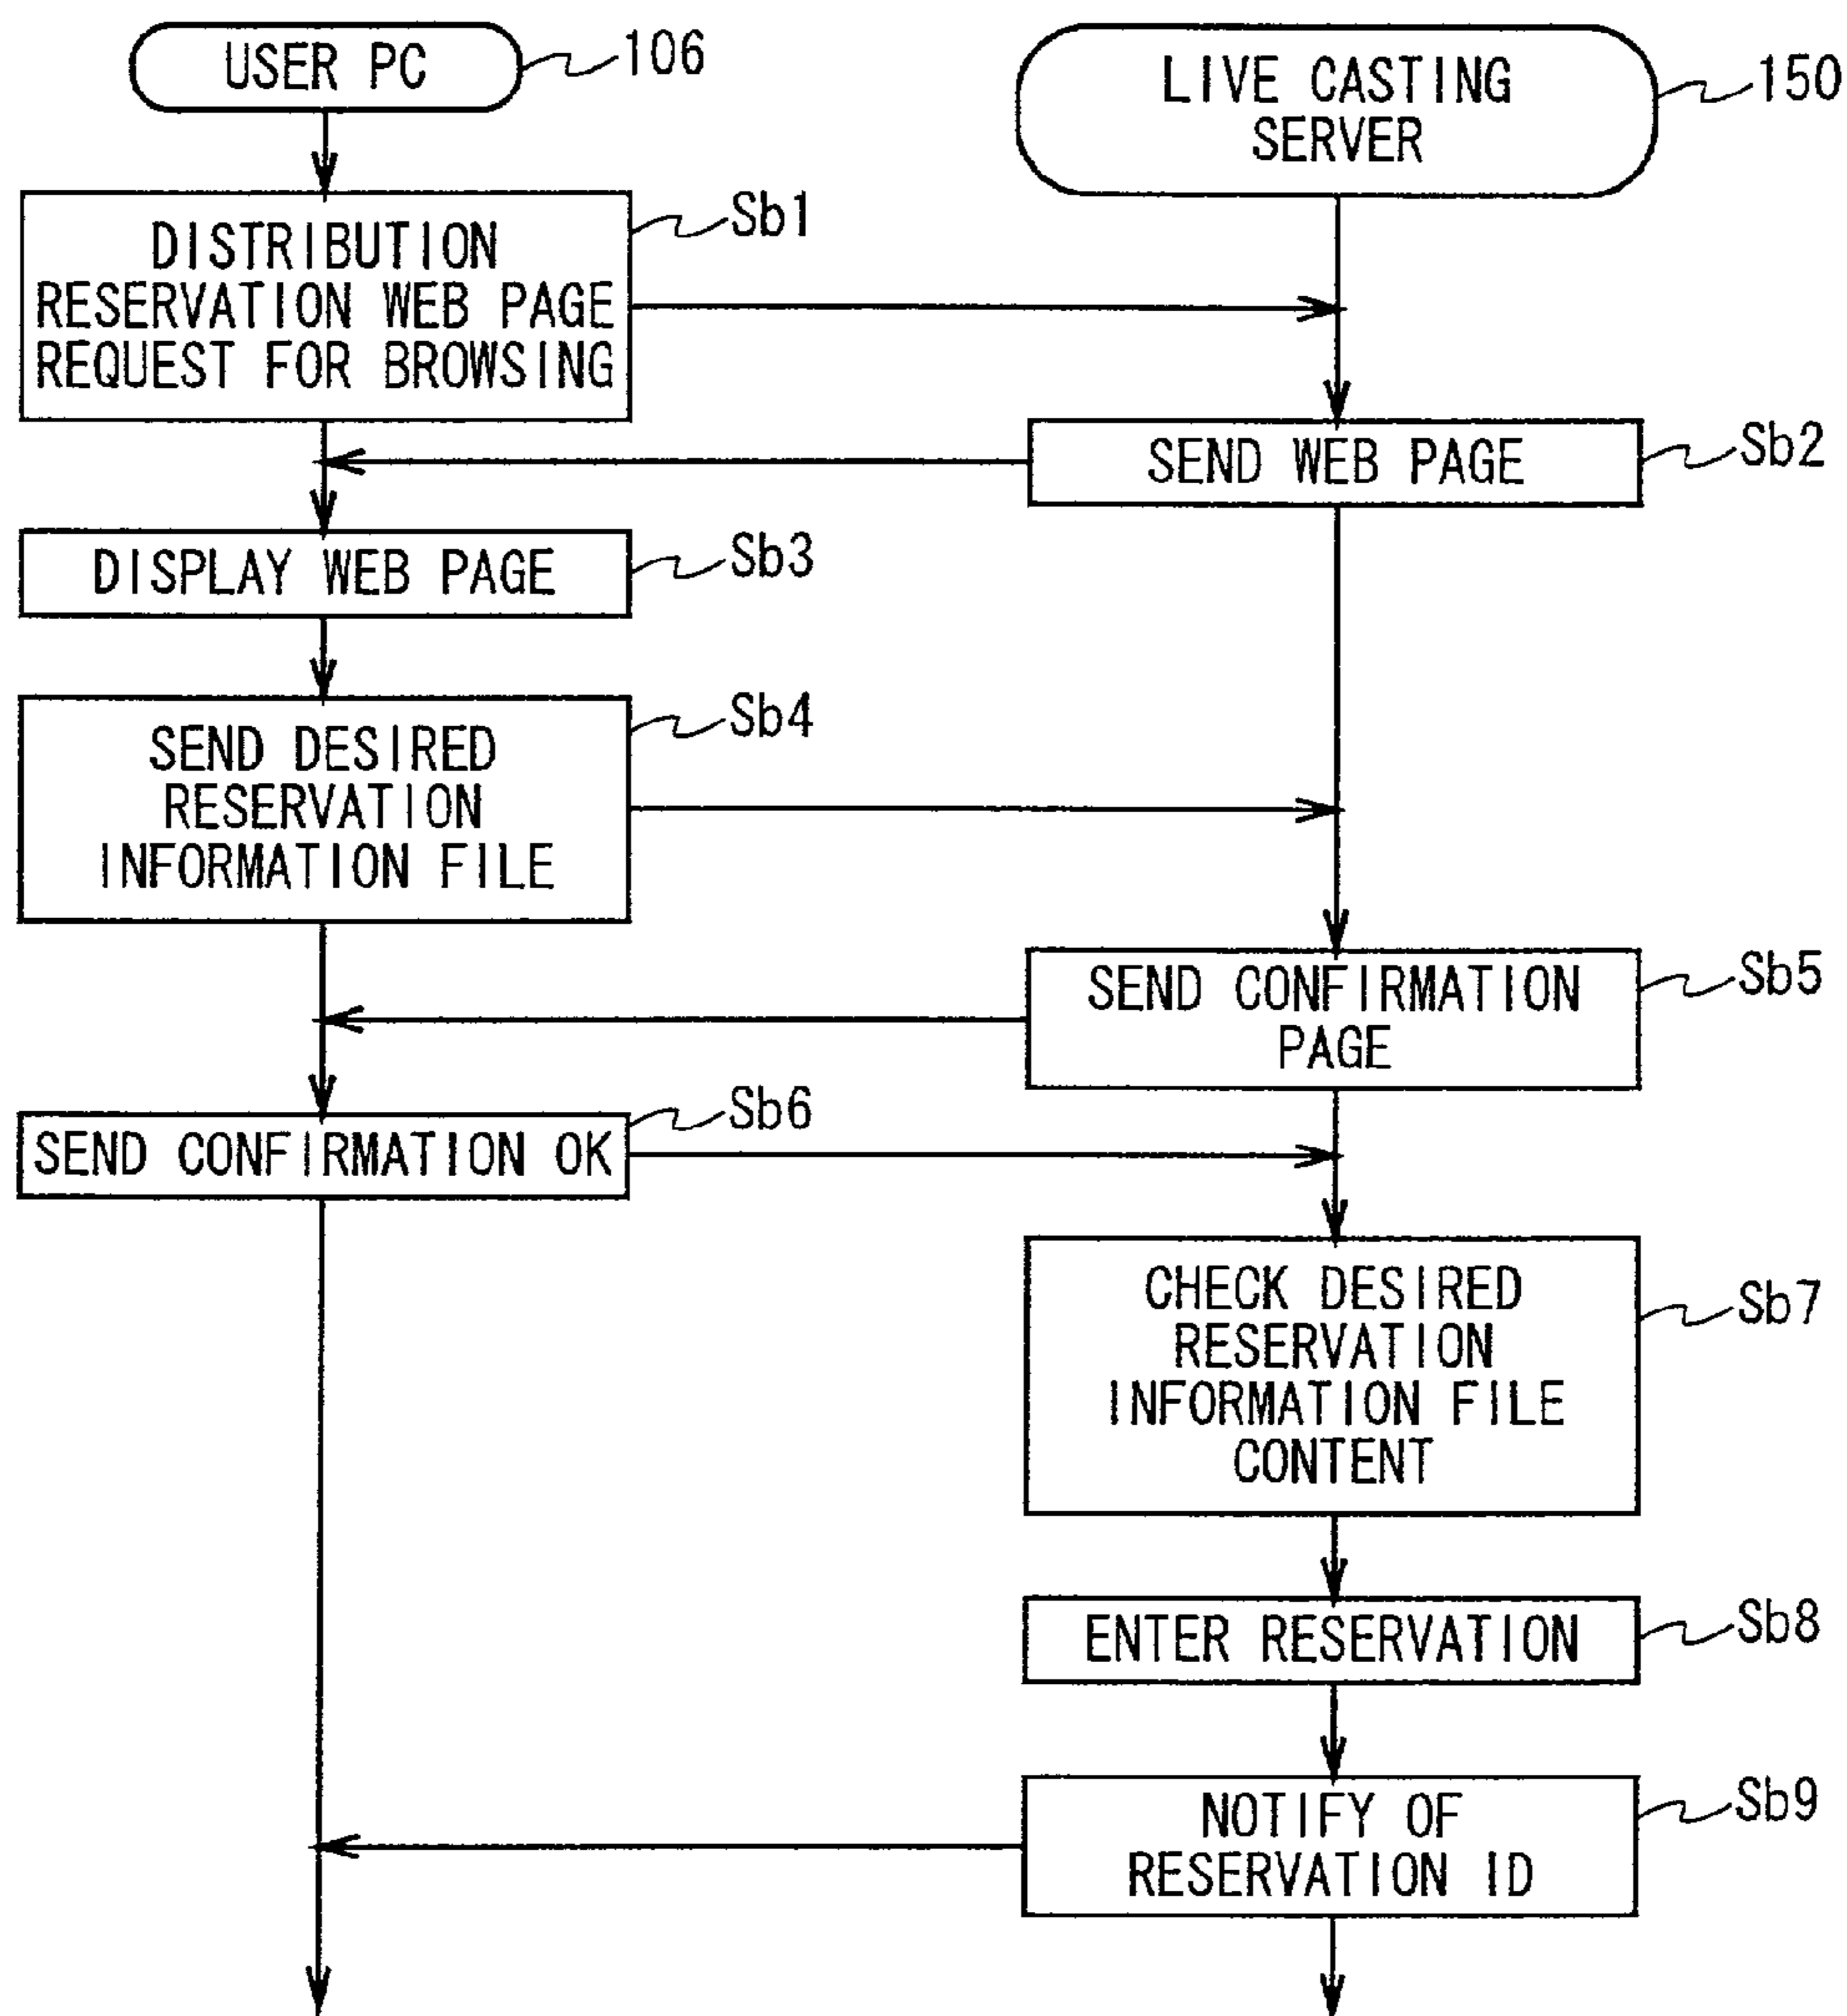 USER PC
106
LIVE CASTING
SERVER
150
DISTRIBUTION
RESERVATION WEB PAGE
REQUEST FOR BROWSING
Sb1
SEND WEB PAGE
Sb2
DISPLAY WEB PAGE
Sb3
SEND DESIRED
RESERVATION
INFORMATION FILE
Sb4
SEND CONFIRMATION
PAGE
Sb5
SEND CONFIRMATION OK
Sb6
CHECK DESIRED
RESERVATION
INFORMATION FILE
CONTENT
Sb7
ENTER RESERVATION
Sb8
NOTIFY OF
RESERVATION ID
Sb9